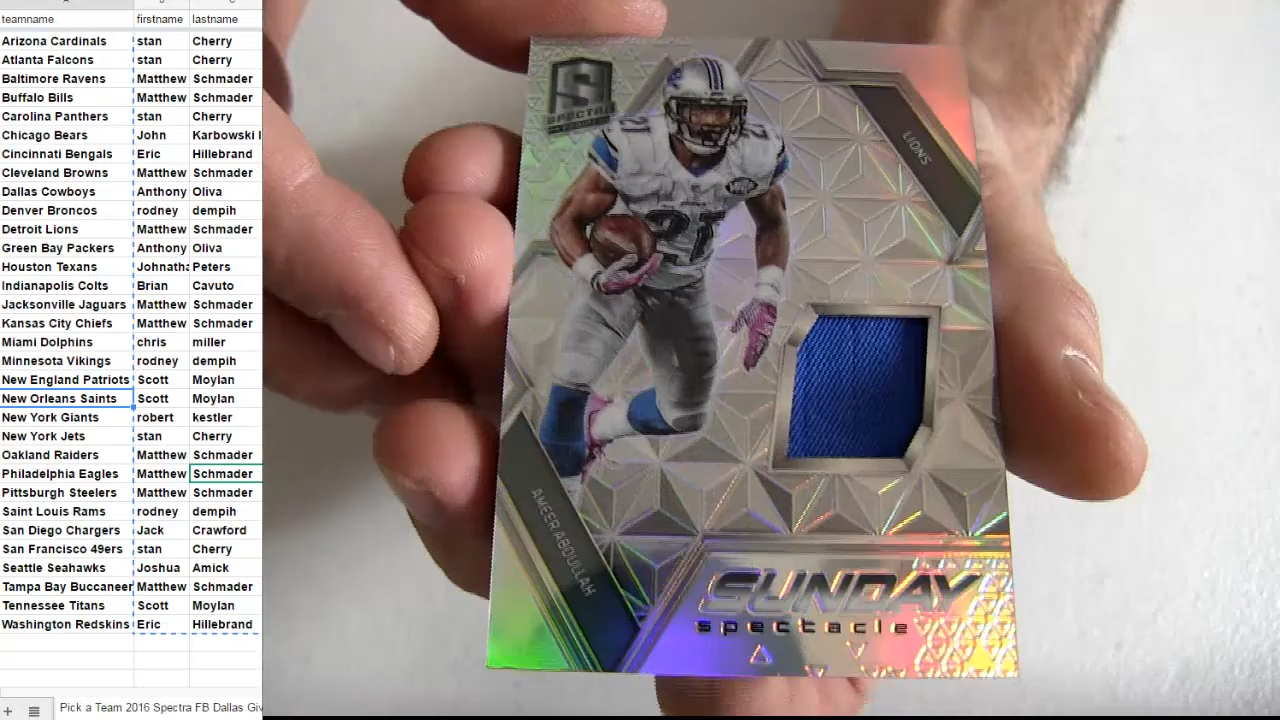 teamname firstname lastname
Arizona Cardinals stan Cherry
Atlanta Falcons stan Cherry
Baltimore Ravens Matthew Schmader
Buffalo Bills Matthew Schmader
Carolina Panthers stan Cherry
Chicago Bears John Karbowski I
Cincinnati Bengals Eric Hillebrand
Cleveland Browns Matthew Schmader
Dallas Cowboys Anthony Oliva
Denver Broncos rodney dempih
Detroit Lions Matthew Schmader
Green Bay Packers Anthony Oliva
Houston Texans Johnatha Peters
Indianapolis Colts Brian Cavuto
Jacksonville Jaguars Matthew Schmader
Kansas City Chiefs Matthew Schmader
Miami Dolphins chris miller
Minnesota Vikings rodney dempih
New England Patriots Scott Moylan
New Orleans Saints Scott Moylan
New York Giants robert kestler
New York Jets stan Cherry
Oakland Raiders Matthew Schmader
Philadelphia Eagles Matthew Schmader
Pittsburgh Steelers Matthew Schmader
Saint Louis Rams rodney dempih
San Diego Chargers Jack Crawford
San Francisco 49ers stan Cherry
Seattle Seahawks Joshua Amick
Tampa Bay Buccaneer Matthew Schmader
Tennessee Titans Scott Moylan
Washington Redskins Eric Hillebrand
Pick a Team 2016 Spectra FB Dallas Giv
S
SPECTRA
LIONS
21
21
21
AMEER ABDULLAH
SUNDAY
spectacle